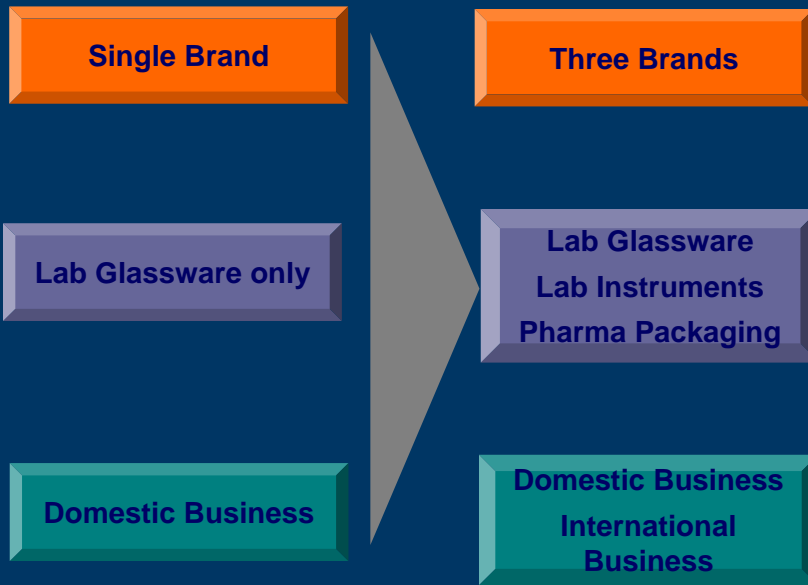 Single Brand
Three Brands
Lab Glassware only
Lab Glassware
Lab Instruments
Pharma Packaging
Domestic Business
Domestic Business
International
Business